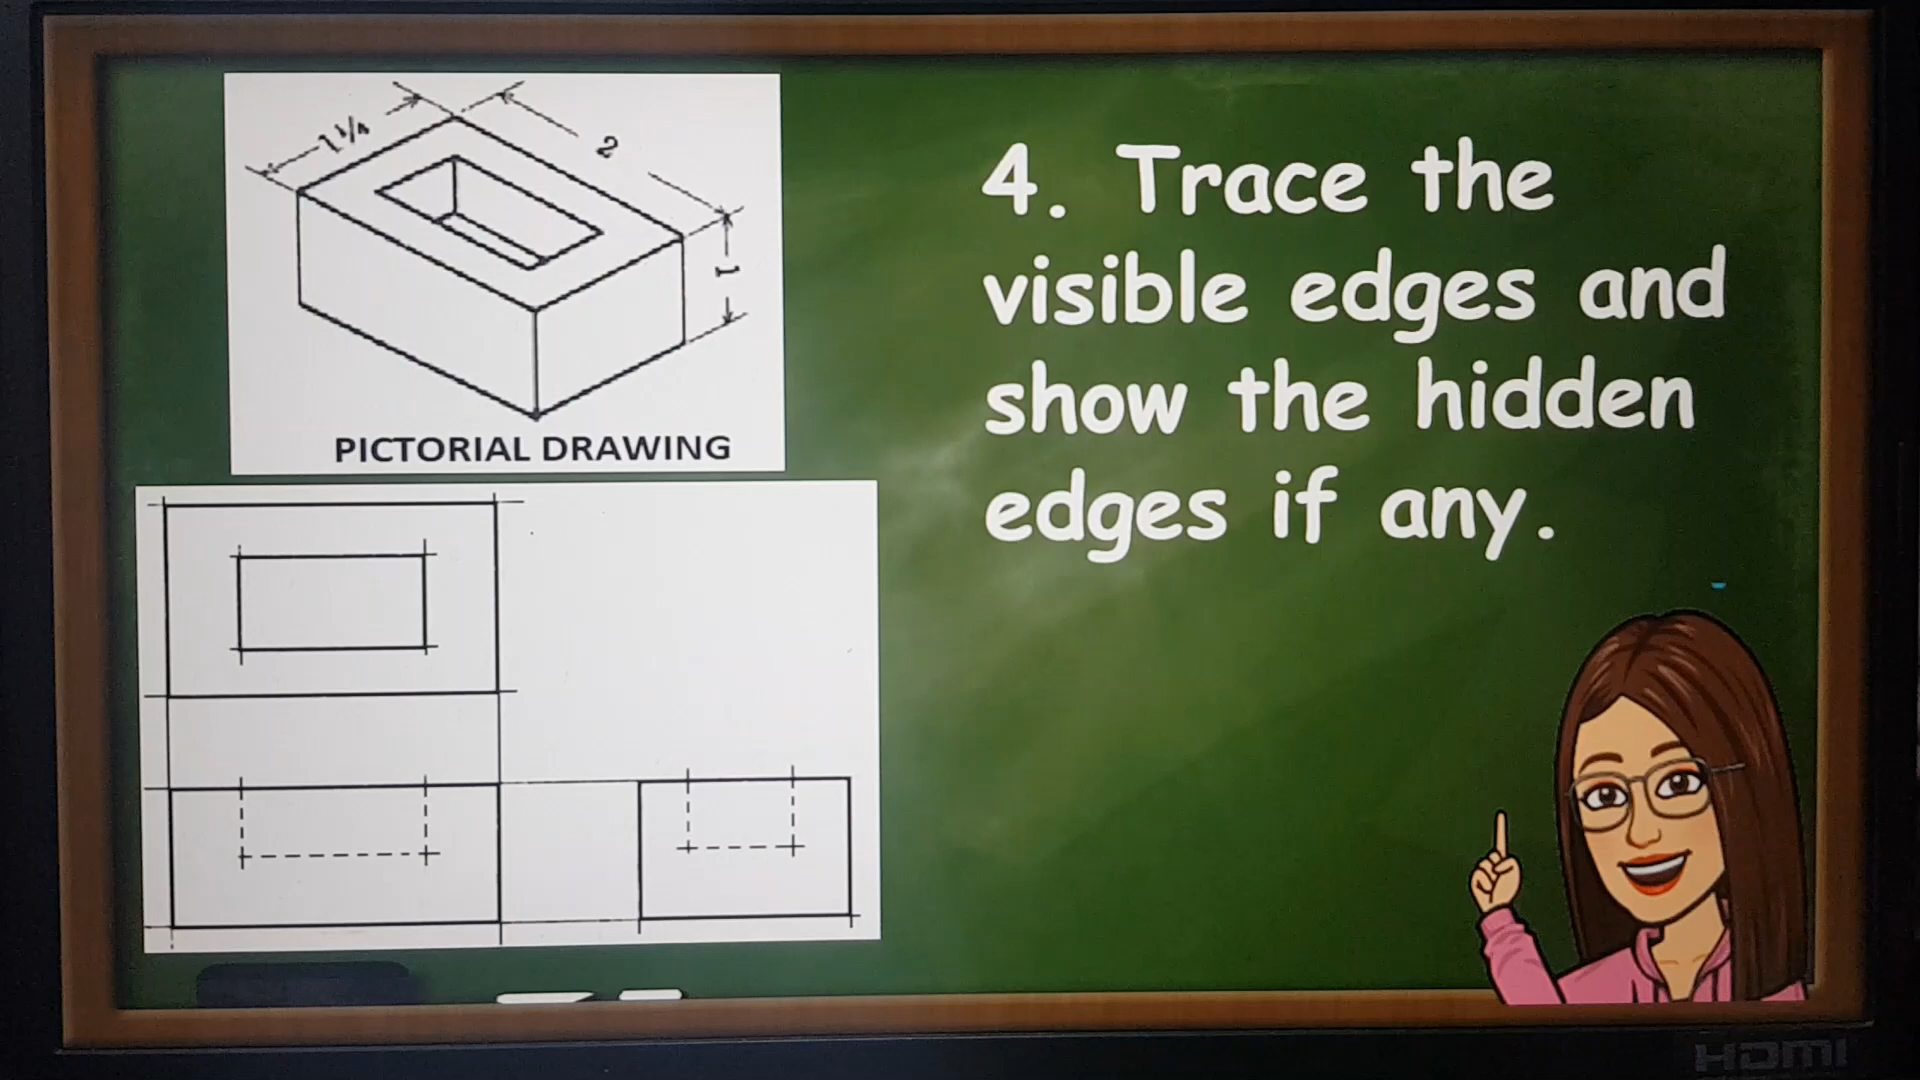 1 1/4
2
1
PICTORIAL DRAWING
4. Trace the
visible edges and
show the hidden
edges if any.
HDMI